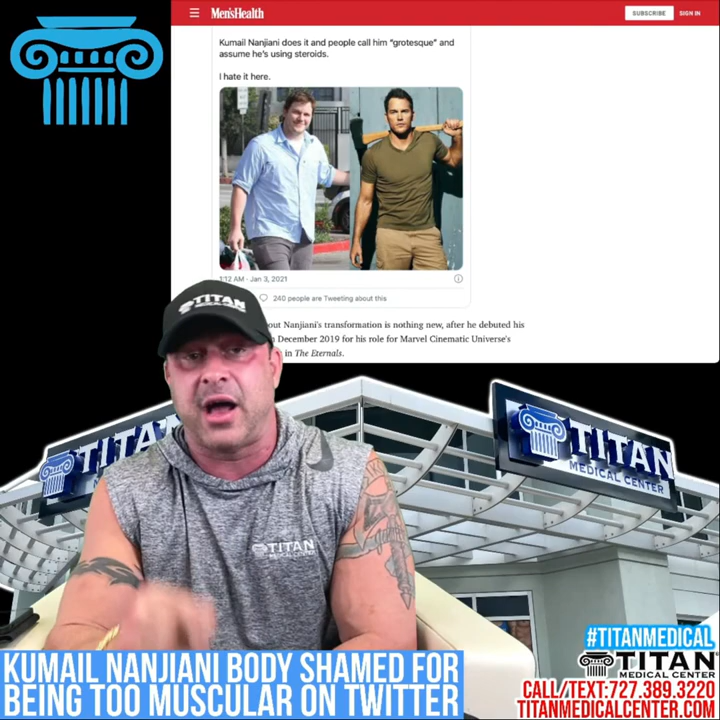 Men'sHealth
SUBSCRIBE
SIGN IN
Kumail Nanjiani does it and people call him "grotesque" and
assume he's using steroids.
I hate it here.
1:12 AM · Jan 3, 2021
240 people are Tweeting about this
out Nanjiani's transformation is nothing new, after he debuted his
December 2019 for his role for Marvel Cinematic Universe's
in The Eternals.
TITAN
MEDICAL CENTER
TITAN
TITAN
MEDICAL CENTER
TITAN
MEDICAL CENTER
#TITANMEDICAL
TITAN
MEDICAL CENTER
KUMAIL NANJIANI BODY SHAMED FOR
BEING TOO MUSCULAR ON TWITTER
CALL/TEXT:727.389.3220
TITANMEDICALCENTER.COM